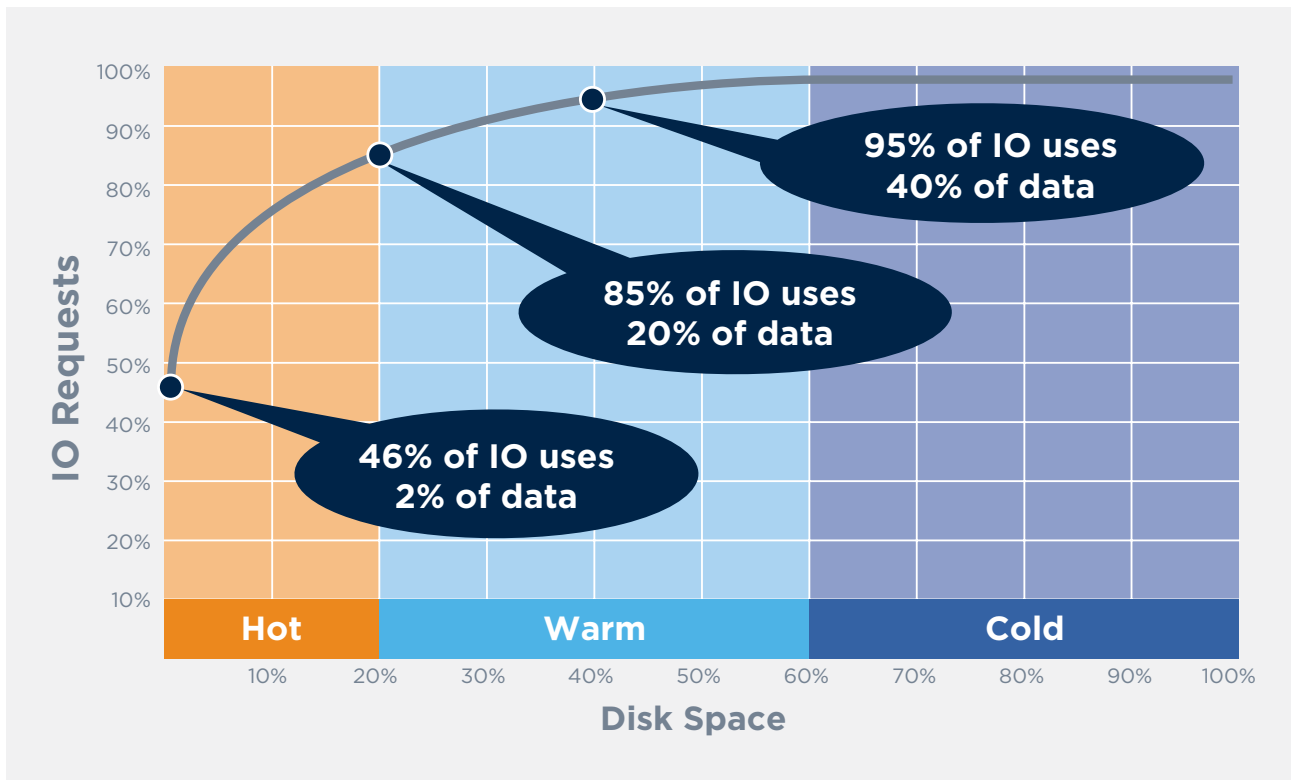 100%
90%
80%
70%
60%
50%
40%
30%
20%
10%
IO Requests
95% of IO uses
40% of data
85% of IO uses
20% of data
46% of IO uses
2% of data
Hot Warm Cold
10% 20% 30% 40% 50% 60% 70% 80% 90% 100%
Disk Space